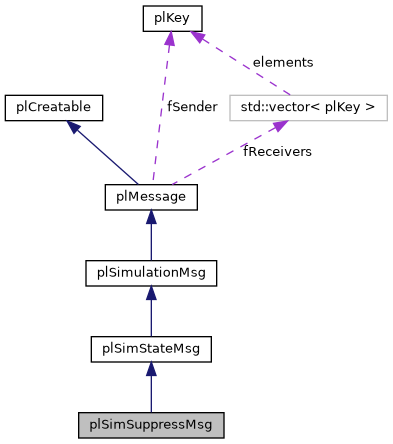 plKey
elements
plCreatable
fSender
std::vector< plKey >
fReceivers
plMessage
plSimulationMsg
plSimStateMsg
plSimSuppressMsg